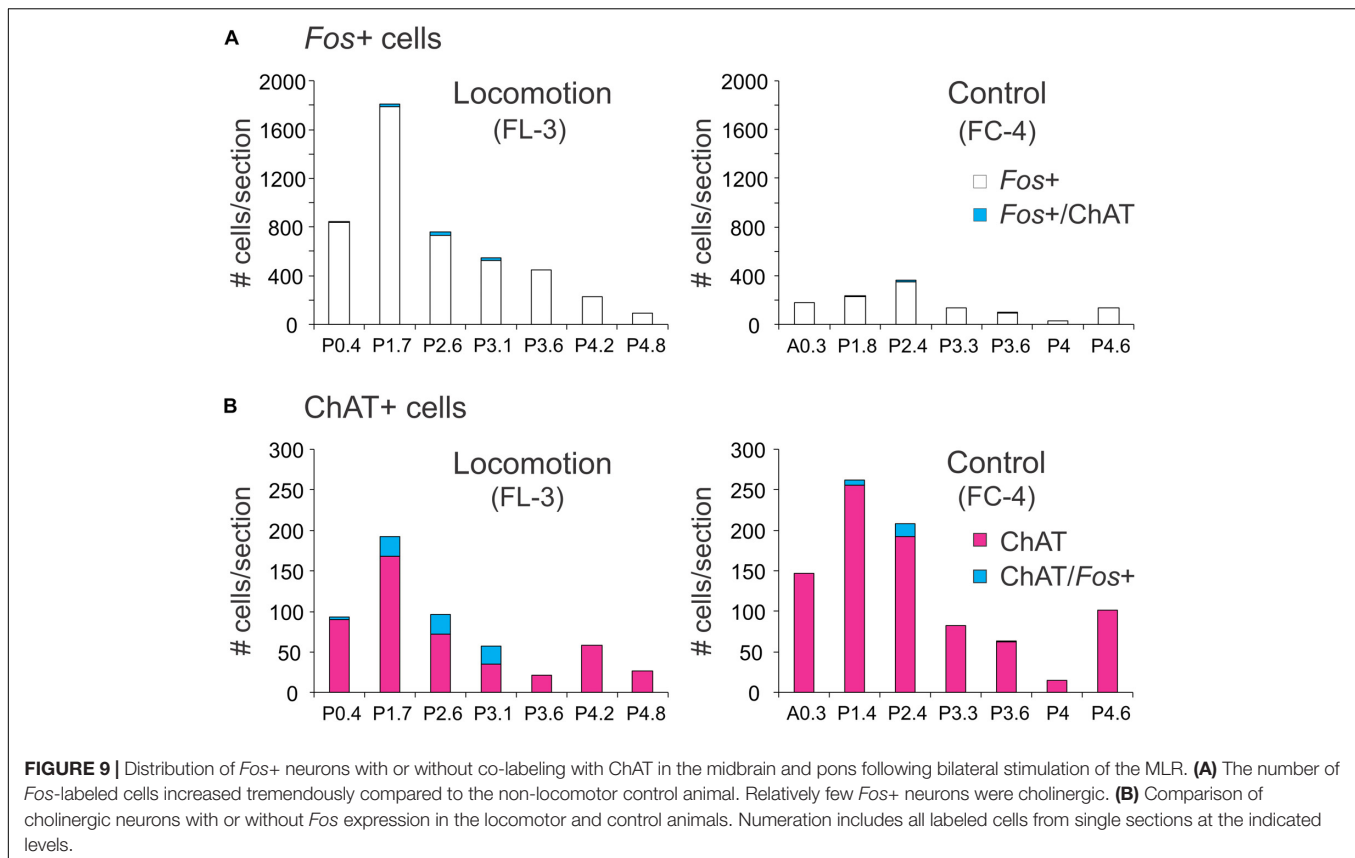 A Fos+ cells
Locomotion
(FL-3)
# cells/section
2000
1600
1200
800
400
0
P0.4 P1.7 P2.6 P3.1 P3.6 P4.2 P4.8
Control
(FC-4)
# cells/section
2000
1600
1200
800
400
0
Fos+
Fos+/ChAT
A0.3 P1.8 P2.4 P3.3 P3.6 P4 P4.6
B ChAT+ cells
Locomotion
(FL-3)
# cells/section
300
250
200
150
100
50
0
P0.4 P1.7 P2.6 P3.1 P3.6 P4.2 P4.8
Control
(FC-4)
# cells/section
300
250
200
150
100
50
0
ChAT
ChAT/Fos+
A0.3 P1.4 P2.4 P3.3 P3.6 P4 P4.6
FIGURE 9 | Distribution of Fos+ neurons with or without co-labeling with ChAT in the midbrain and pons following bilateral stimulation of the MLR. (A) The number of
Fos-labeled cells increased tremendously compared to the non-locomotor control animal. Relatively few Fos+ neurons were cholinergic. (B) Comparison of
cholinergic neurons with or without Fos expression in the locomotor and control animals. Numeration includes all labeled cells from single sections at the indicated
levels.